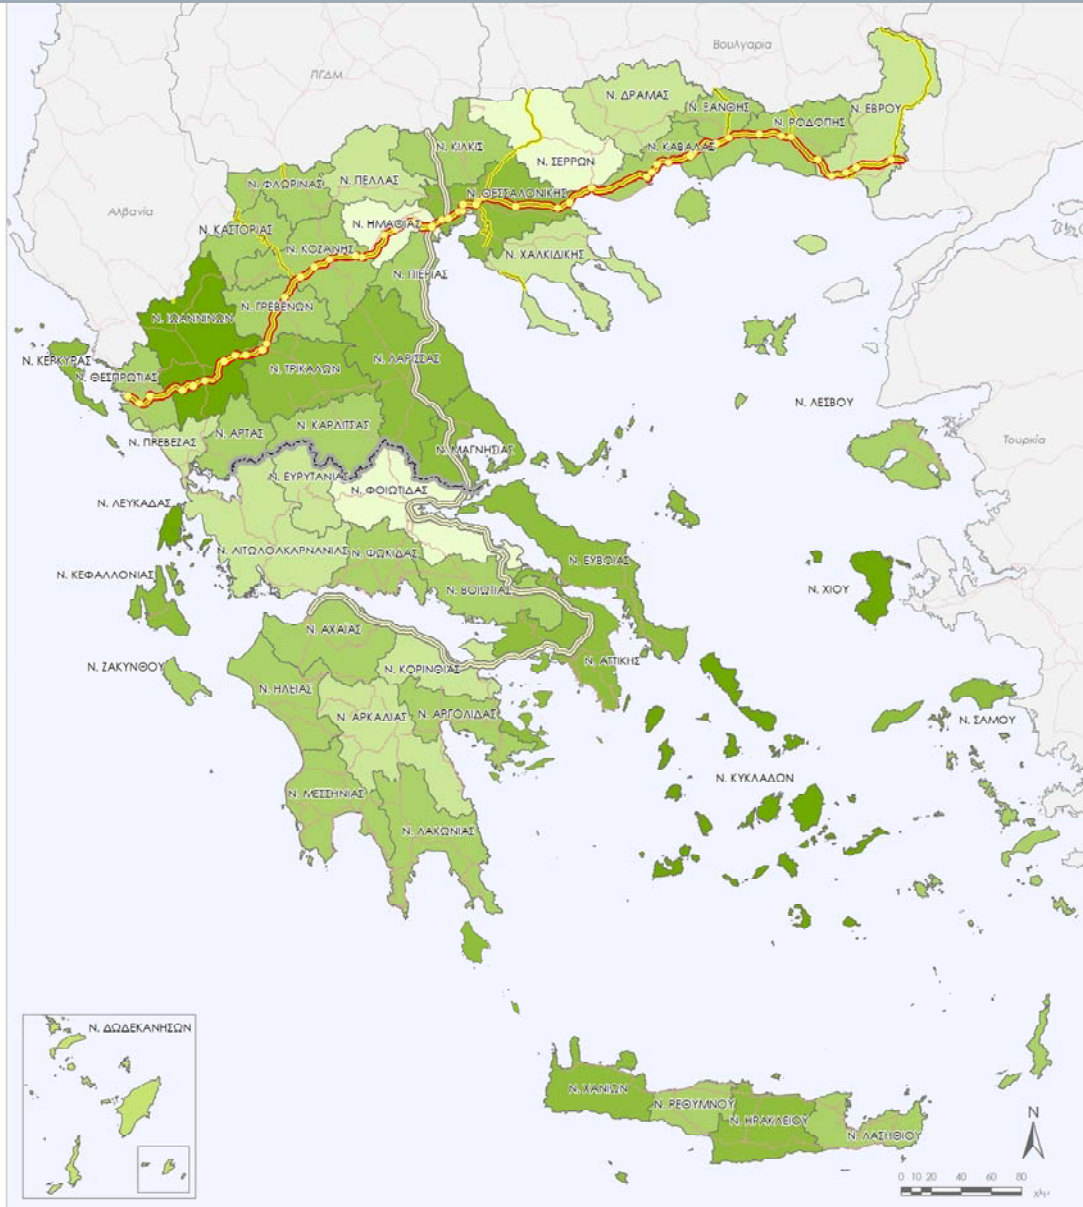 Βουλγαρία
ΠΓΔΜ
Ν. ΔΡΑΜΑΣ
Ν. ΞΑΝΘΗΣ
Ν. ΕΒΡΟΥ
Ν. ΡΟΔΟΠΗΣ
Ν. ΚΙΛΚΙΣ
Ν. ΚΑΒΑΛΑΣ
Ν. ΣΕΡΡΩΝ
Ν. ΠΕΛΛΑΣ
Ν. ΦΛΩΡΙΝΑΣ
Ν. ΘΕΣΣΑΛΟΝΙΚΗΣ
Αλβανία
Ν. ΗΜΑΘΙΑΣ
Ν. ΚΑΣΤΟΡΙΑΣ
Ν. ΚΟΖΑΝΗΣ
Ν. ΧΑΛΚΙΔΙΚΗΣ
Ν. ΠΙΕΡΙΑΣ
Ν. ΓΡΕΒΕΝΩΝ
Ν. ΙΩΑΝΝΙΝΩΝ
Ν. ΚΕΡΚΥΡΑΣ
Ν. ΛΑΡΙΣΣΑΣ
Ν. ΘΕΣΠΡΩΤΙΑΣ
Ν. ΤΡΙΚΑΛΩΝ
Ν. ΛΕΣΒΟΥ
Ν. ΚΑΡΔΙΤΣΑΣ
Ν. ΑΡΤΑΣ
Ν. ΠΡΕΒΕΖΑΣ
Τουρκία
Ν. ΜΑΓΝΗΣΙΑΣ
Ν. ΕΥΡΥΤΑΝΙΑΣ
Ν. ΦΘΙΩΤΙΔΑΣ
Ν. ΛΕΥΚΑΔΑΣ
Ν. ΑΙΤΩΛΟΑΚΑΡΝΑΝΙΑΣ
Ν. ΦΩΚΙΔΑΣ
Ν. ΕΥΒΟΙΑΣ
Ν. ΚΕΦΑΛΛΟΝΙΑΣ
Ν. ΒΟΙΩΤΙΑΣ
Ν. ΧΙΟΥ
Ν. ΑΧΑΪΑΣ
Ν. ΑΤΤΙΚΗΣ
Ν. ΖΑΚΥΝΘΟΥ
Ν. ΚΟΡΙΝΘΙΑΣ
Ν. ΗΛΕΙΑΣ
Ν. ΑΡΚΑΔΙΑΣ
Ν. ΑΡΓΟΛΙΔΑΣ
Ν. ΣΑΜΟΥ
Ν. ΚΥΚΛΑΔΩΝ
Ν. ΜΕΣΣΗΝΙΑΣ
Ν. ΛΑΚΩΝΙΑΣ
Ν. ΔΩΔΕΚΑΝΗΣΩΝ
Ν. ΧΑΝΙΩΝ
Ν. ΡΕΘΥΜΝΟΥ
Ν. ΗΡΑΚΛΕΙΟΥ
Ν. ΛΑΣΗΘΙΟΥ
N
0 10 20 40 60 80